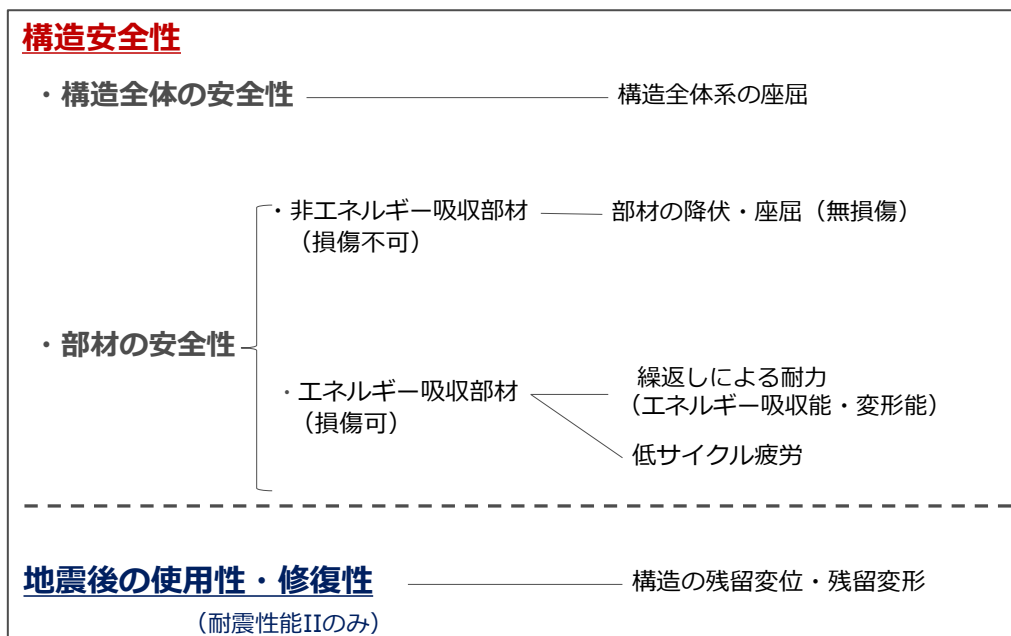 構造安全性
・構造全体の安全性 構造全体系の座屈
・非エネルギー吸収部材 部材の降伏・座屈（無損傷）
（損傷不可）
・部材の安全性
・エネルギー吸収部材 繰返しによる耐力
（損傷可） （エネルギー吸収能・変形能）
低サイクル疲労
地震後の使用性・修復性 構造の残留変位・残留変形
（耐震性能IIのみ）